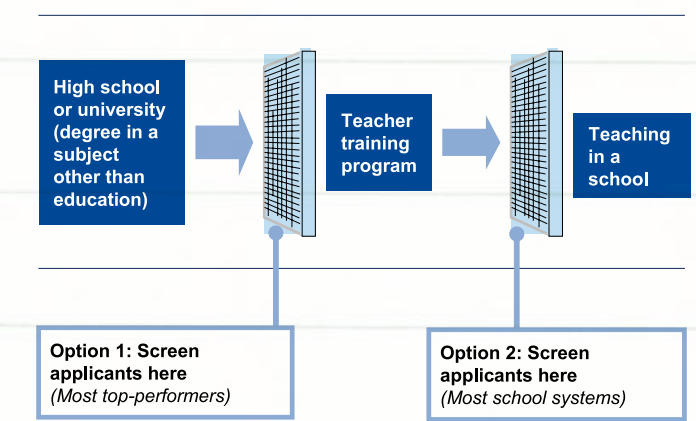 High school
or university
(degree in a
subject
other than
education)
Teacher
training
program
Teaching
in a
school
Option 1: Screen
applicants here
(Most top-performers)
Option 2: Screen
applicants here
(Most school systems)